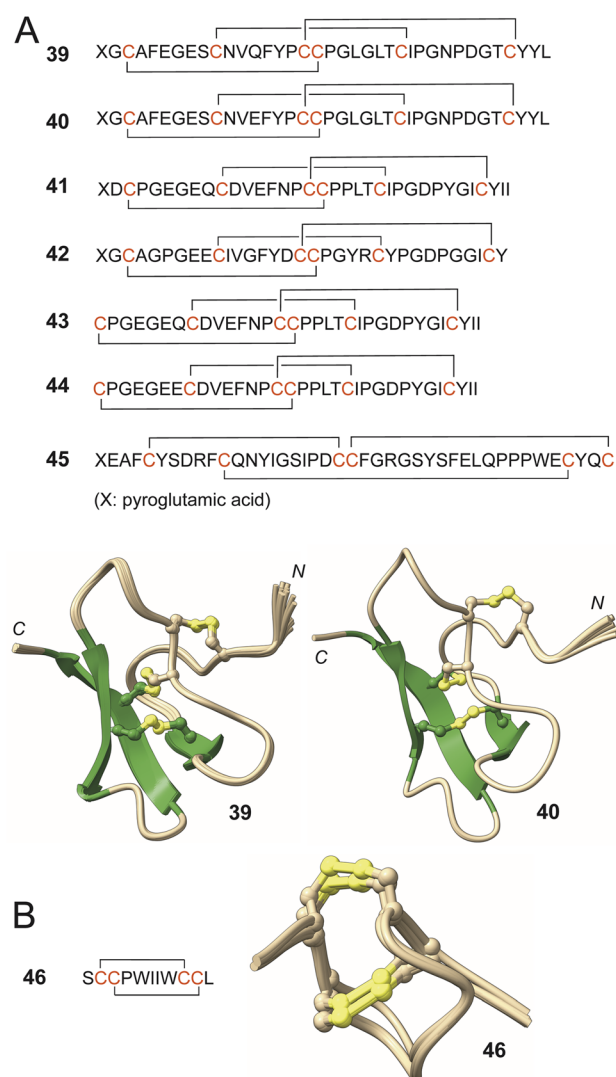 A
39 XGCAFEGESCNVQFYPCCPGLGLTCIPGNPDGTCYYL
40 XGCAFEGESCNVEFYPCCPGLGLTCIPGNPDGTCYYL
41 XDCPGEGEQCDVEFNPCCPPLTCIPGDPYGICYII
42 XGCAGPGEECIVGFYDCCPGYRCYPGDPGGICY
43 CPGEGEQCDVEFNPCCPPLTCIPGDPYGICYII
44 CPGEGEECDVEFNPCCPPLTCIPGDPYGICYII
45 XEAFCYSDRFCQNYIGSIPDCCFGRGSYSFELQPPPWECYQC
(X: pyroglutamic acid)
N
C
39
N
C
40
B
46 SCCPWIIWCCL
46